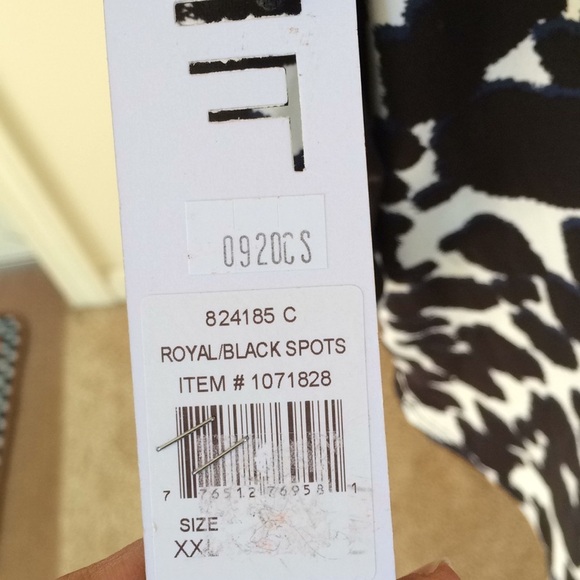 0920CS
824185 C
ROYAL/BLACK SPOTS
ITEM # 1071828
7 76512 76958 1
SIZE
XXL